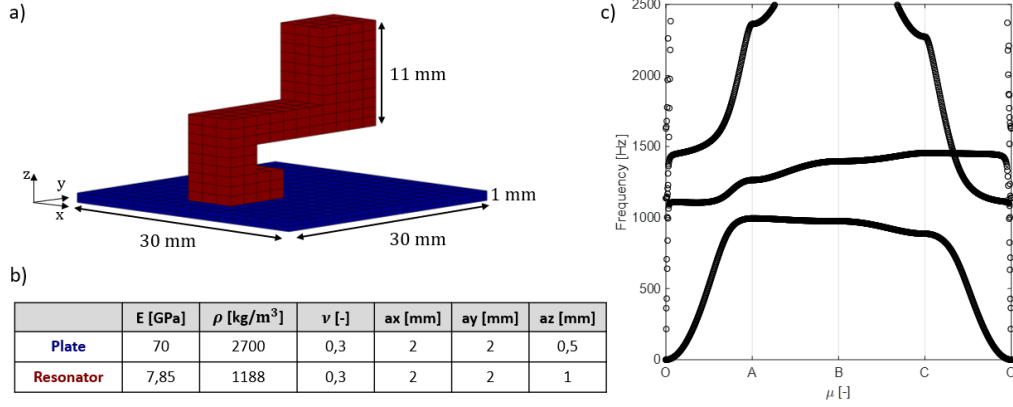 a)
11 mm
z
y
x
1 mm
30 mm
30 mm
b)
E [GPa] ρ [kg/m³] ν [-] ax [mm] ay [mm] az [mm]
Plate 70 2700 0,3 2 2 0,5
Resonator 7,85 1188 0,3 2 2 1
c)
2500
2000
1500
1000
500
0
Frequency [Hz]
O A B C O
μ [-]